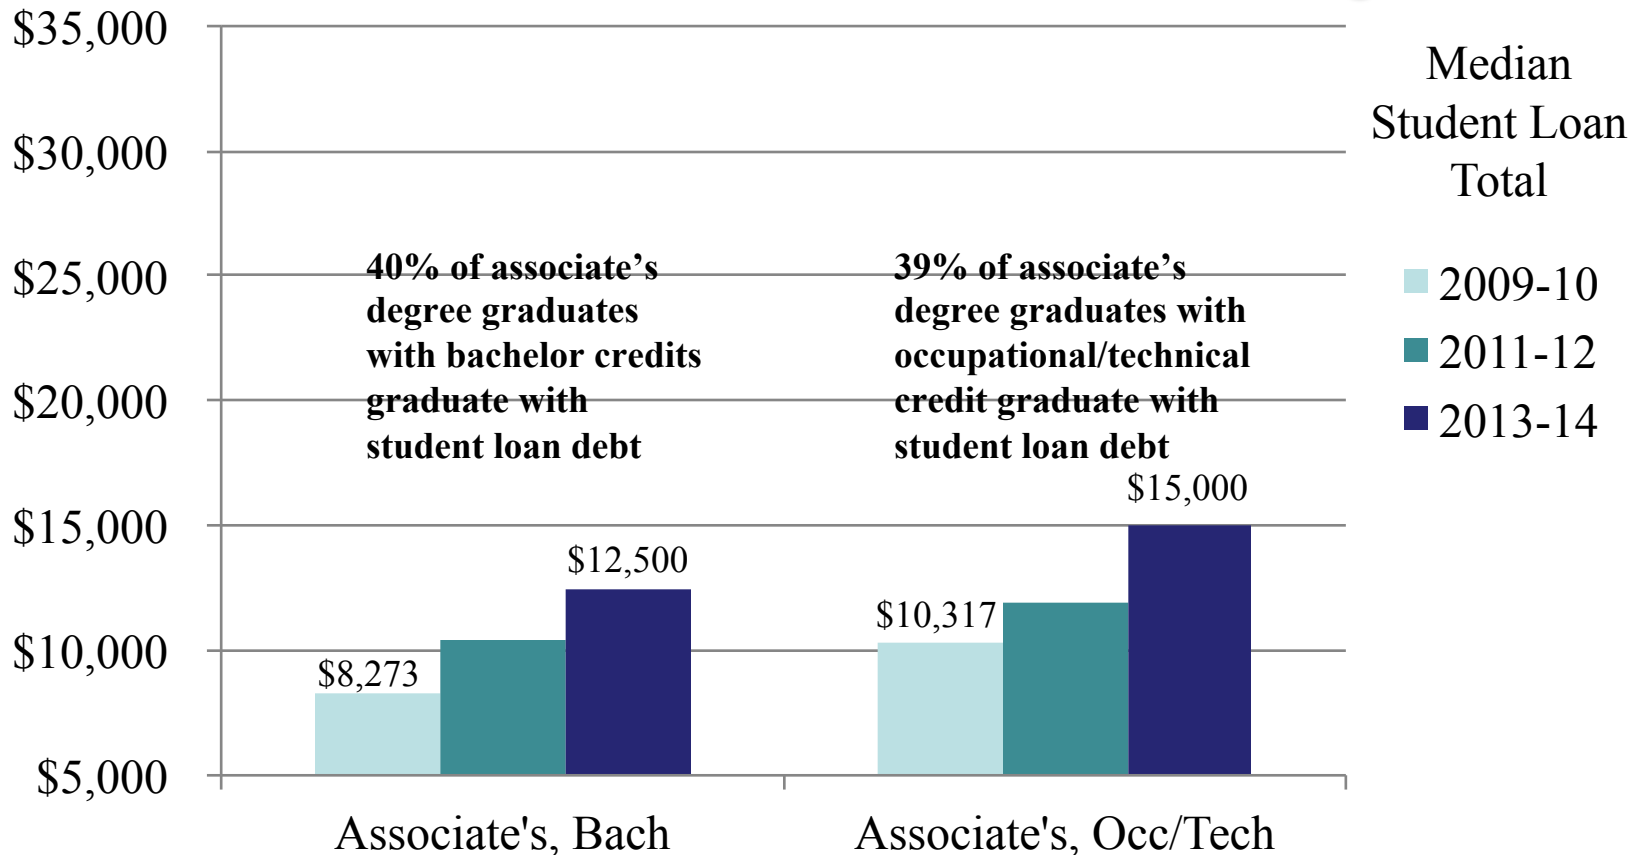 $35,000
$30,000
$25,000
$20,000
$15,000
$10,000
$5,000
40% of associate’s
degree graduates
with bachelor credits
graduate with
student loan debt
39% of associate’s
degree graduates with
occupational/technical
credit graduate with
student loan debt
$8,273
$12,500
$10,317
$15,000
Associate's, Bach
Associate's, Occ/Tech
Median
Student Loan
Total
2009-10
2011-12
2013-14